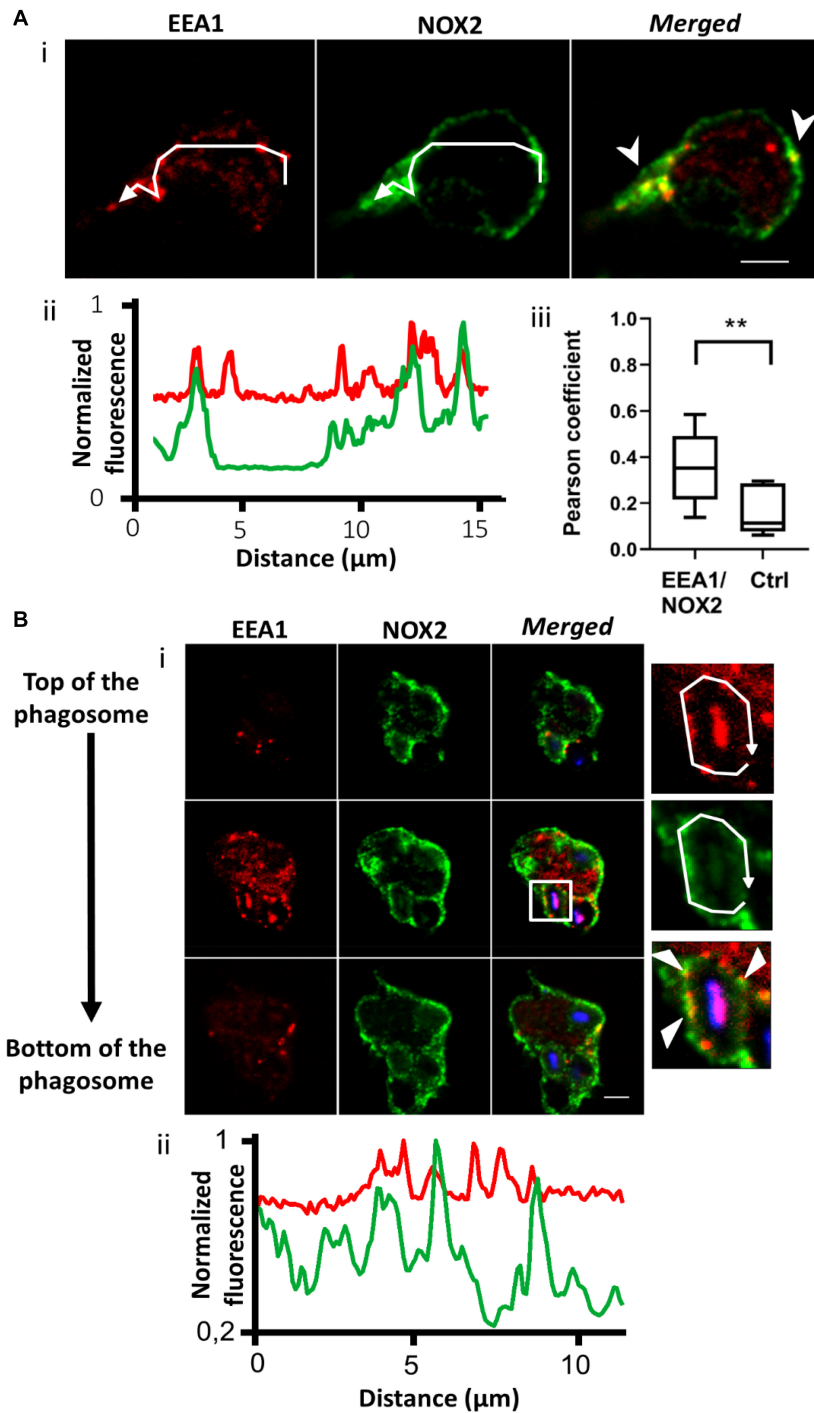 A
EEA1
NOX2
Merged
i
ii
1
0
Normalized
fluorescence
0
5
10
15
Distance (µm)
iii
**
1.0
0.8
0.6
0.4
0.2
0.0
Pearson coefficient
EEA1/
NOX2
Ctrl
B
EEA1
NOX2
Merged
i
Top of the
phagosome
Bottom of the
phagosome
ii
1
0,2
Normalized
fluorescence
0
5
10
Distance (µm)